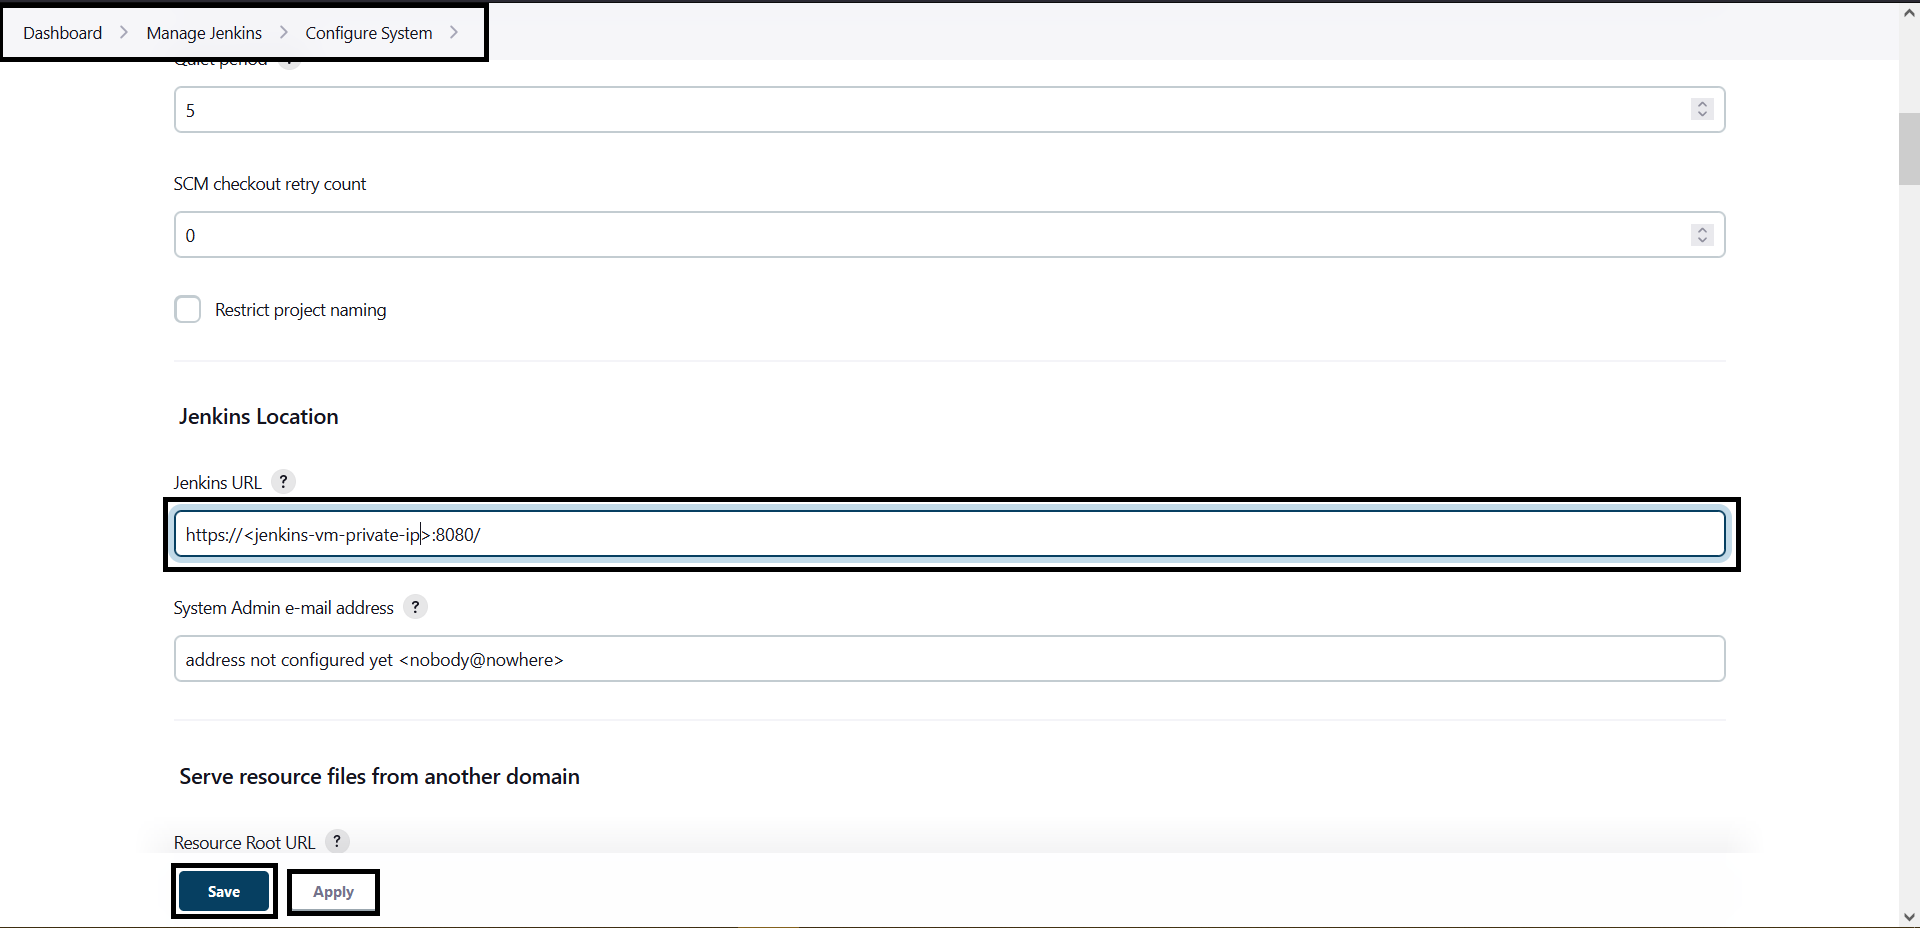 Dashboard > Manage Jenkins > Configure System >
Quiet period ?
5
SCM checkout retry count
0
Restrict project naming
Jenkins Location
Jenkins URL ?
https://<jenkins-vm-private-ip>:8080/
System Admin e-mail address ?
address not configured yet <nobody@nowhere>
Serve resource files from another domain
Resource Root URL ?
Save Apply